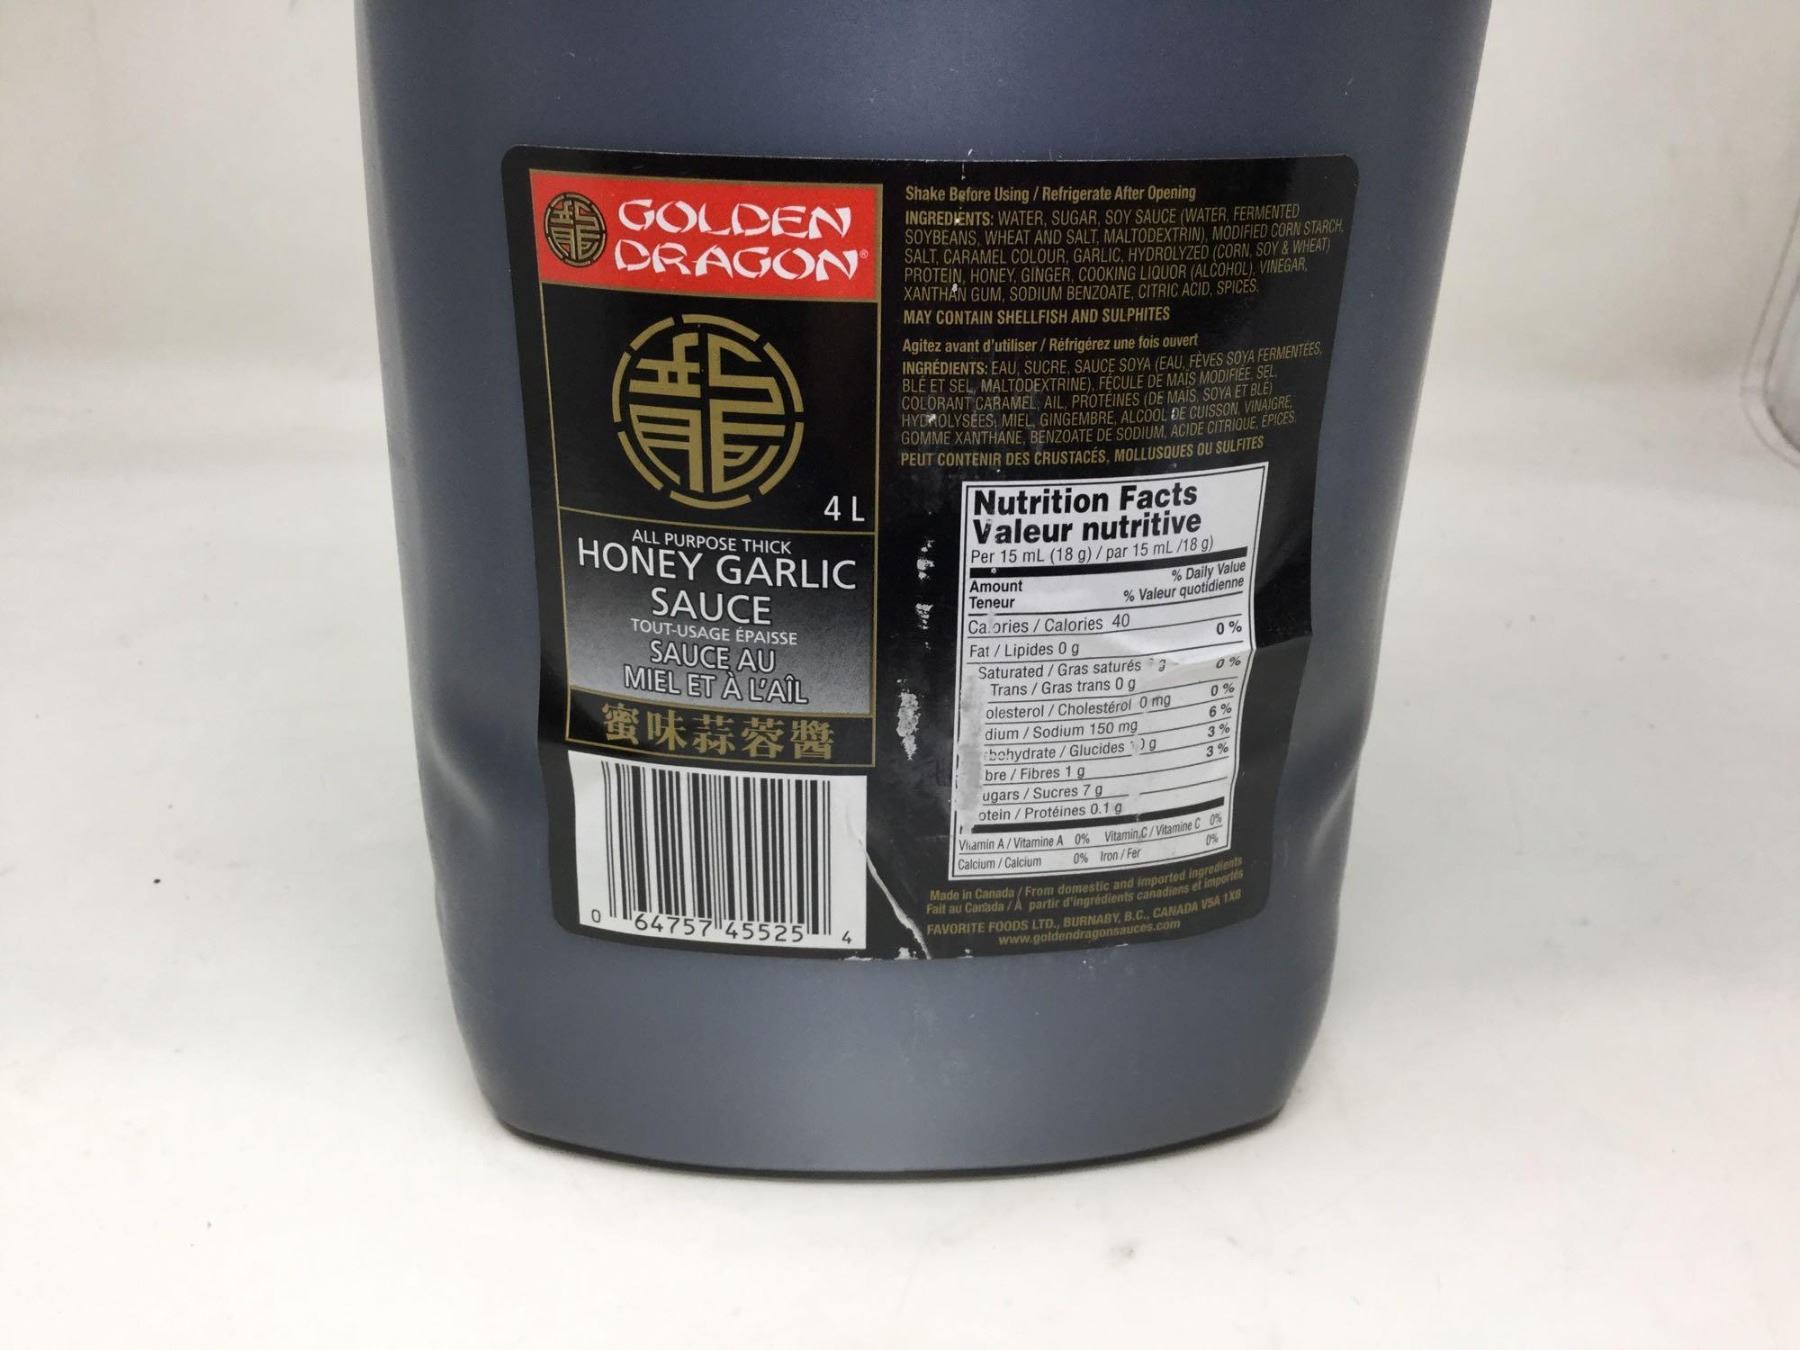 GOLDEN
DRAGON®
4 L
ALL PURPOSE THICK
HONEY GARLIC
SAUCE
TOUT-USAGE ÉPAISSE
SAUCE AU
MIEL ET À L'AÎL
蜜味蒜蓉醬
0 64757 45525 4
Shake Before Using / Refrigerate After Opening
INGREDIENTS: WATER, SUGAR, SOY SAUCE (WATER, FERMENTED
SOYBEANS, WHEAT AND SALT, MALTODEXTRIN), MODIFIED CORN STARCH,
SALT, CARAMEL COLOUR, GARLIC, HYDROLYZED (CORN, SOY & WHEAT)
PROTEIN, HONEY, GINGER, COOKING LIQUOR (ALCOHOL), VINEGAR,
XANTHAN GUM, SODIUM BENZOATE, CITRIC ACID, SPICES.
MAY CONTAIN SHELLFISH AND SULPHITES
Agitez avant d'utiliser / Réfrigérez une fois ouvert
INGRÉDIENTS: EAU, SUCRE, SAUCE SOYA (EAU, FÈVES SOYA FERMENTÉES,
BLÉ ET SEL, MALTODEXTRINE), FÉCULE DE MAÏS MODIFIÉE, SEL,
COLORANT CARAMEL, AIL, PROTÉINES (DE MAÏS, SOYA ET BLÉ)
HYDROLYSÉES, MIEL, GINGEMBRE, ALCOOL DE CUISSON, VINAIGRE,
GOMME XANTHANE, BENZOATE DE SODIUM, ACIDE CITRIQUE, ÉPICES.
PEUT CONTENIR DES CRUSTACÉS, MOLLUSQUES OU SULFITES
Nutrition Facts
Valeur nutritive
Per 15 mL (18 g) / par 15 mL /18 g)
Amount % Daily Value
Teneur % Valeur quotidienne
Calories / Calories 40
Fat / Lipides 0 g 0 %
Saturated / Gras saturés g 0 %
Trans / Gras trans 0 g
olesterol / Cholestérol 0 mg 0 %
dium / Sodium 150 mg 6 %
bohydrate / Glucides g 3 %
bre / Fibres 1 g 3 %
ugars / Sucres 7 g
otein / Protéines 0.1 g
Vitamin A / Vitamine A 0% Vitamin C / Vitamine C 0%
Calcium / Calcium 0% Iron / Fer 0%
Made in Canada / From domestic and imported ingredients
Fait au Canada / À partir d'ingrédients canadiens et importés
FAVORITE FOODS LTD., BURNABY, B.C., CANADA V5A 1X8
www.goldendragonsauces.com